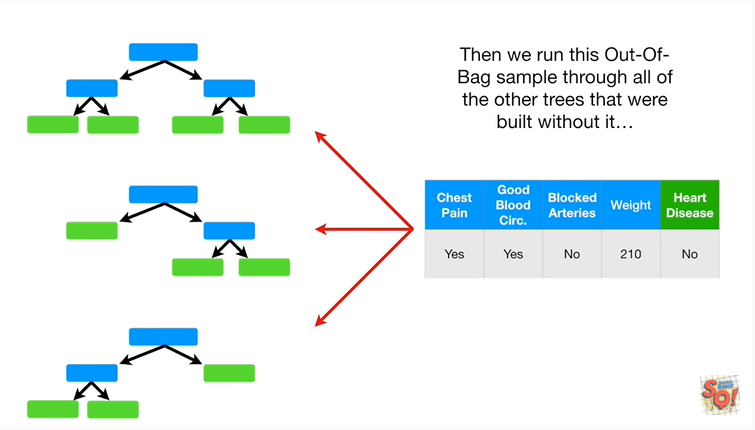 Then we run this Out-Of-
Bag sample through all of
the other trees that were
built without it…
Chest Pain	Good Blood Circ.	Blocked Arteries	Weight	Heart Disease
Yes	Yes	No	210	No
SQ!